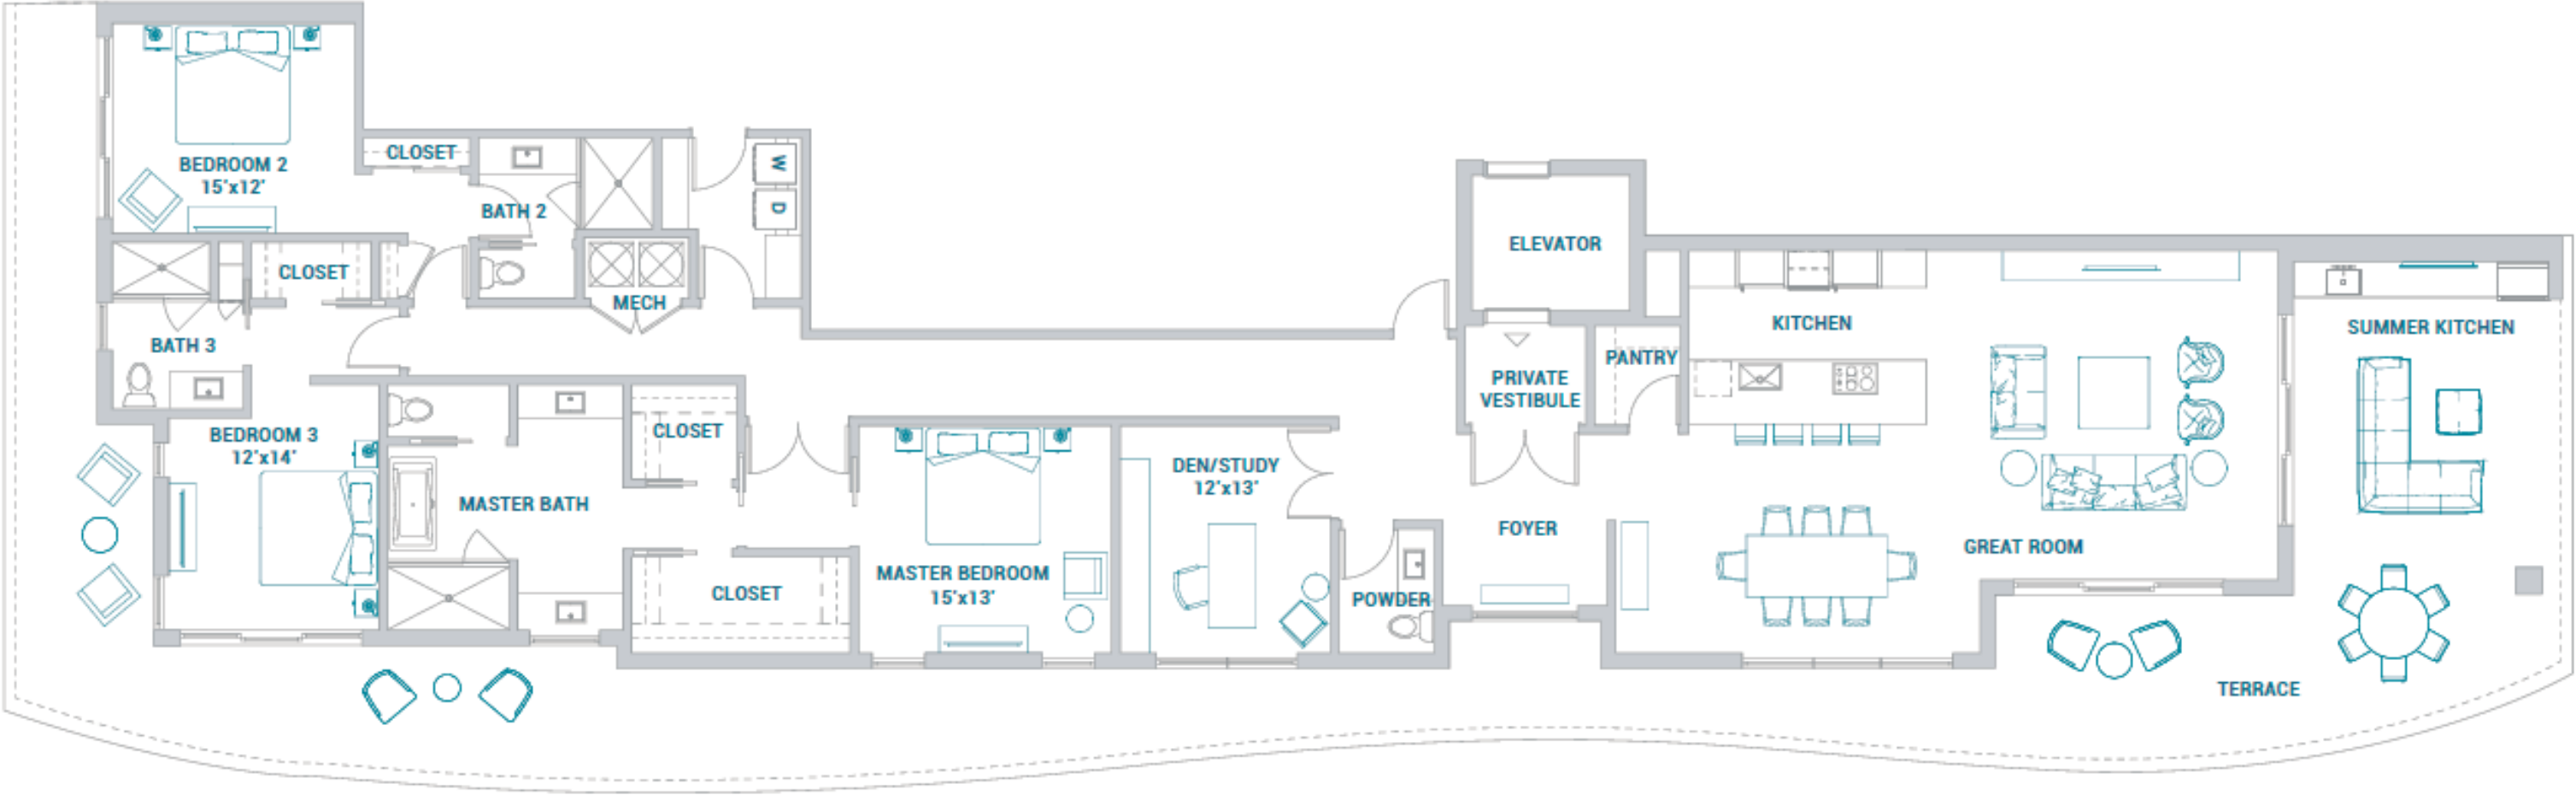 BEDROOM 2
15'x12'
CLOSET
BATH 2
W
D
CLOSET
MECH
BATH 3
BEDROOM 3
12'x14'
MASTER BATH
CLOSET
CLOSET
MASTER BEDROOM
15'x13'
DEN/STUDY
12'x13'
POWDER
FOYER
ELEVATOR
PRIVATE
VESTIBULE
PANTRY
KITCHEN
GREAT ROOM
SUMMER KITCHEN
TERRACE